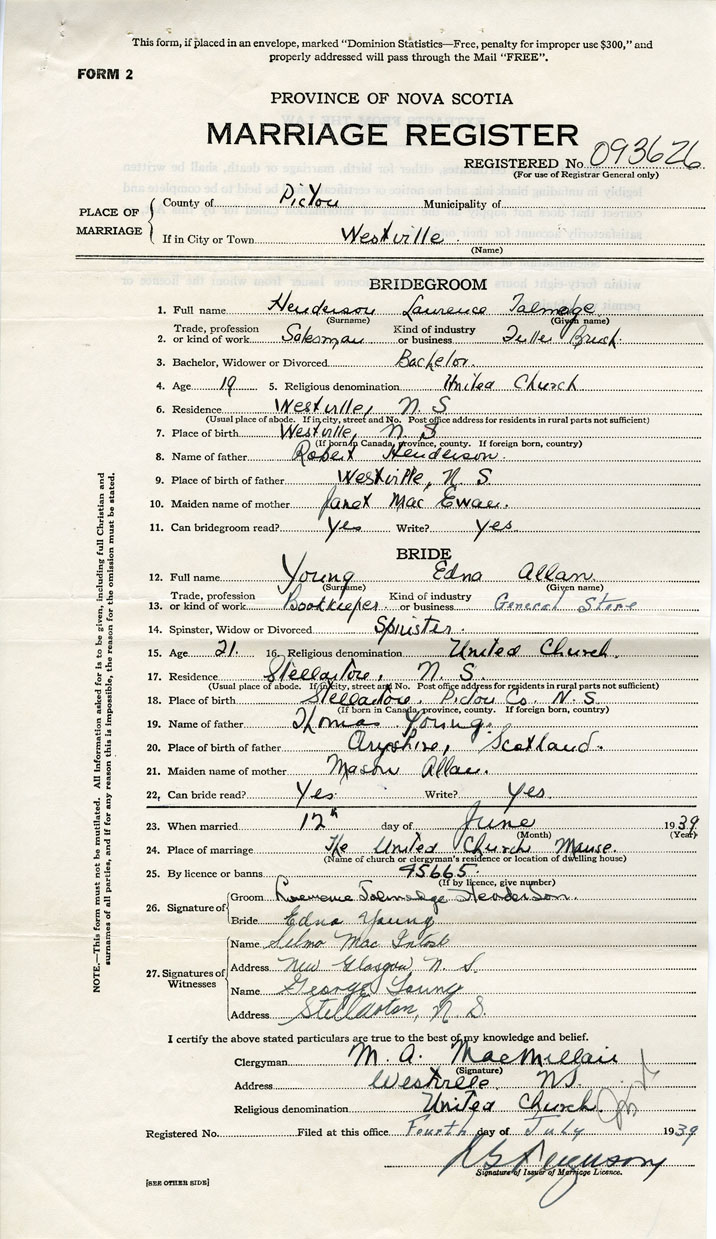 This form, if placed in an envelope, marked "Dominion Statistics—Free, penalty for improper use $300," and
properly addressed will pass through the Mail "FREE".
FORM 2
PROVINCE OF NOVA SCOTIA
MARRIAGE REGISTER
REGISTERED No. 093626
(For use of Registrar General only)
PLACE OF MARRIAGE
County of Pictou Municipality of
If in City or Town Westville
(Name)
BRIDEGROOM
1. Full name Henderson Laurence Talmedge
(Surname) (Given name)
2. Trade, profession or kind of work Salesman Kind of industry or business Fuller Brush
3. Bachelor, Widower or Divorced Bachelor
4. Age 19 5. Religious denomination United Church
6. Residence Westville, N.S.
(Usual place of abode. If in city, street and No. Post office address for residents in rural parts not sufficient)
7. Place of birth Westville, N.S
(If born in Canada, province, county. If foreign born, country)
8. Name of father Robert Henderson
9. Place of birth of father Westville, N.S.
10. Maiden name of mother Janet Mac Ewan.
11. Can bridegroom read? Yes Write? Yes
BRIDE
12. Full name Young Edna Allan
(Surname) (Given name)
13. Trade, profession or kind of work Bookkeeper Kind of industry or business General Store
14. Spinster, Widow or Divorced Spinster.
15. Age 21. 16. Religious denomination United Church.
17. Residence Stellarton, N.S.
(Usual place of abode. If in city, street and No. Post office address for residents in rural parts not sufficient)
18. Place of birth Stellarton, Pictou Co. N.S.
(If born in Canada, province, county. If foreign born, country)
19. Name of father Thomas Young.
20. Place of birth of father Scotland.
21. Maiden name of mother Allan.
22. Can bride read? Yes Write? Yes.
23. When married 12th day of June 1939
(Month) (Year)
24. Place of marriage The United Church Manse.
(Name of church or clergyman's residence or location of dwelling house)
25. By licence or banns 45665.
(If by licence, give number)
26. Signature of
Groom Laurence Talmadge Henderson.
Bride Edna Young
27. Signatures of Witnesses
Name Mac Intosh
Address New Glasgow N.S.
Name George Young
Address Stellarton, N.S.
I certify the above stated particulars are true to the best of my knowledge and belief.
Clergyman M. A. MacMillan
(Signature)
Address Westville NS.
Religious denomination United Church
Registered No. Filed at this office Fourth day of July 1939
Ferguson
Signature of Issuer of Marriage Licence.
[SEE OTHER SIDE]
NOTE.—This form must not be mutilated. All information asked for is to be given, including full Christian and
surnames of all parties, and if for any reason this is impossible, the reason for the omission must be stated.